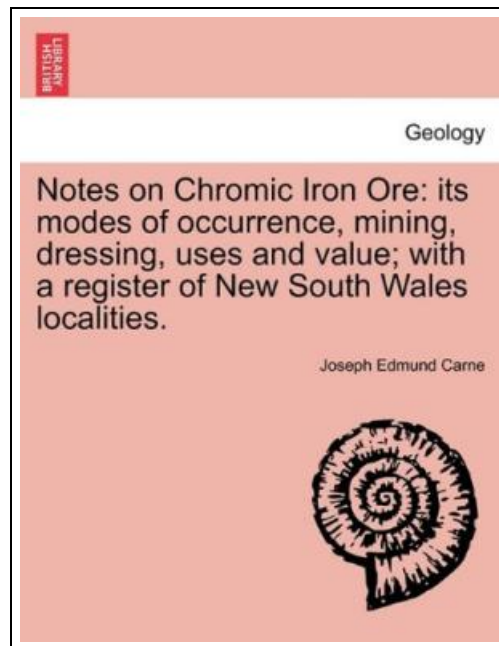 BRITISH
LIBRARY
Geology
Notes on Chromic Iron Ore: its
modes of occurrence, mining,
dressing, uses and value; with
a register of New South Wales
localities.
Joseph Edmund Carne